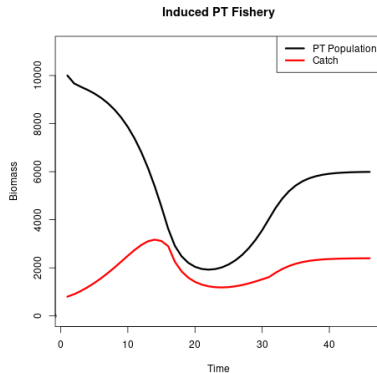 Induced PT Fishery
PT Population
Catch
Biomass
10000
8000
6000
4000
2000
0
0 10 20 30 40
Time